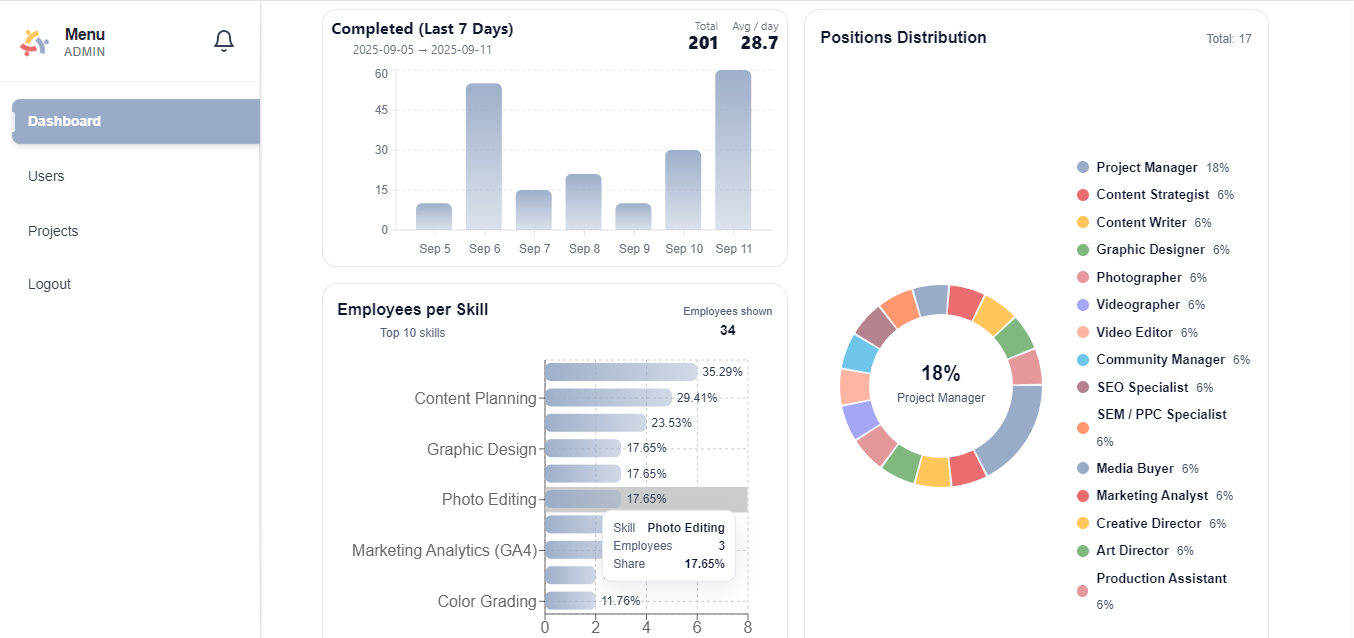 Menu
ADMIN
Dashboard
Users
Projects
Logout
Completed (Last 7 Days)
2025-09-05 → 2025-09-11
Total
201
Avg / day
28.7
60
45
30
15
0
Sep 5 Sep 6 Sep 7 Sep 8 Sep 9 Sep 10 Sep 11
Employees per Skill
Top 10 skills
Employees shown
34
35.29%
Content Planning 29.41%
23.53%
Graphic Design 17.65%
17.65%
Photo Editing 17.65%
Skill Photo Editing
Employees 3
Share 17.65%
Marketing Analytics (GA4)
Color Grading 11.76%
0 2 4 6 8
Positions Distribution
Total: 17
18%
Project Manager
Project Manager 18%
Content Strategist 6%
Content Writer 6%
Graphic Designer 6%
Photographer 6%
Videographer 6%
Video Editor 6%
Community Manager 6%
SEO Specialist 6%
SEM / PPC Specialist
6%
Media Buyer 6%
Marketing Analyst 6%
Creative Director 6%
Art Director 6%
Production Assistant
6%